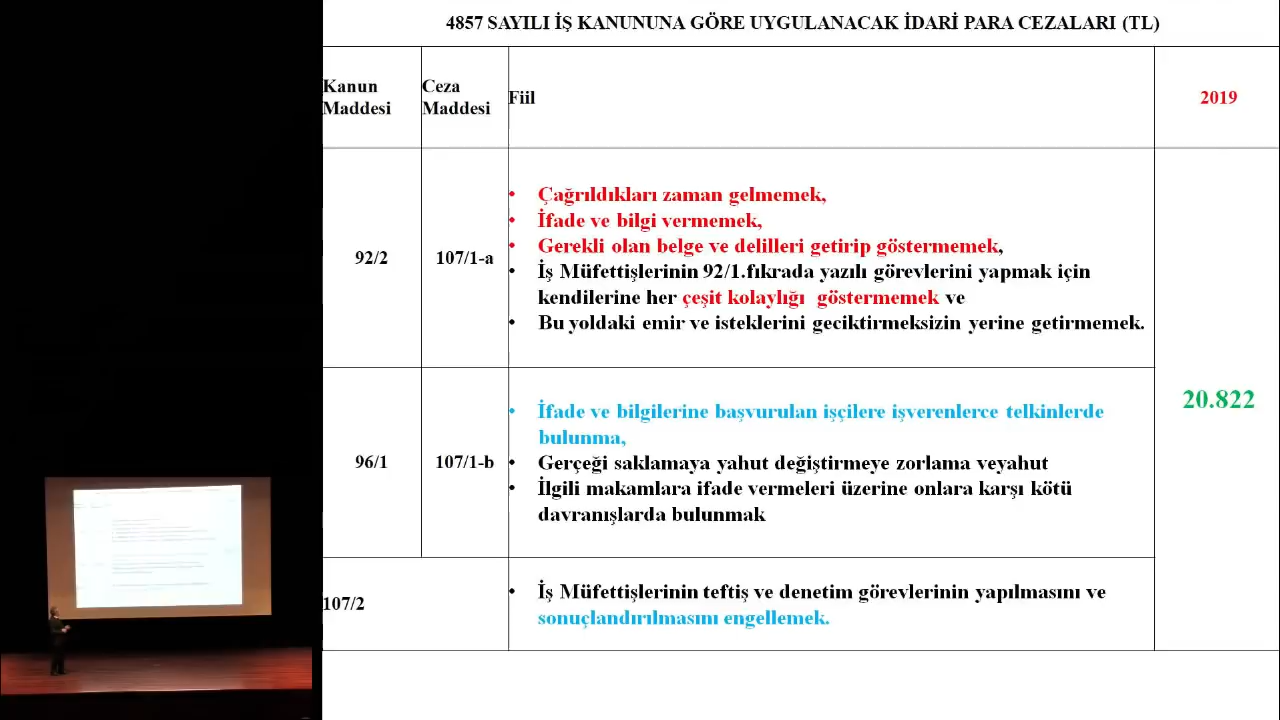 4857 SAYILI İŞ KANUNUNA GÖRE UYGULANACAK İDARİ PARA CEZALARI (TL)
Kanun
Maddesi
Ceza
Maddesi
Fiil
2019
92/2
107/1-a
• Çağrıldıkları zaman gelmemek,
• İfade ve bilgi vermemek,
• Gerekli olan belge ve delilleri getirip göstermemek,
• İş Müfettişlerinin 92/1.fıkrada yazılı görevlerini yapmak için
kendilerine her çeşit kolaylığı göstermemek ve
• Bu yoldaki emir ve isteklerini geciktirmeksizin yerine getirmemek.
20.822
96/1
107/1-b
• İfade ve bilgilerine başvurulan işçilere işverenlerce telkinlerde
bulunma,
• Gerçeği saklamaya yahut değiştirmeye zorlama veyahut
• İlgili makamlara ifade vermeleri üzerine onlara karşı kötü
davranışlarda bulunmak
107/2
• İş Müfettişlerinin teftiş ve denetim görevlerinin yapılmasını ve
sonuçlandırılmasını engellemek.